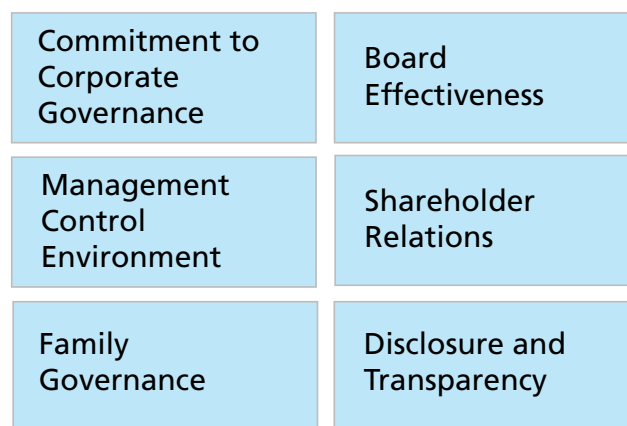 Commitment to
Corporate
Governance
Board
Effectiveness
Management
Control
Environment
Shareholder
Relations
Family
Governance
Disclosure and
Transparency